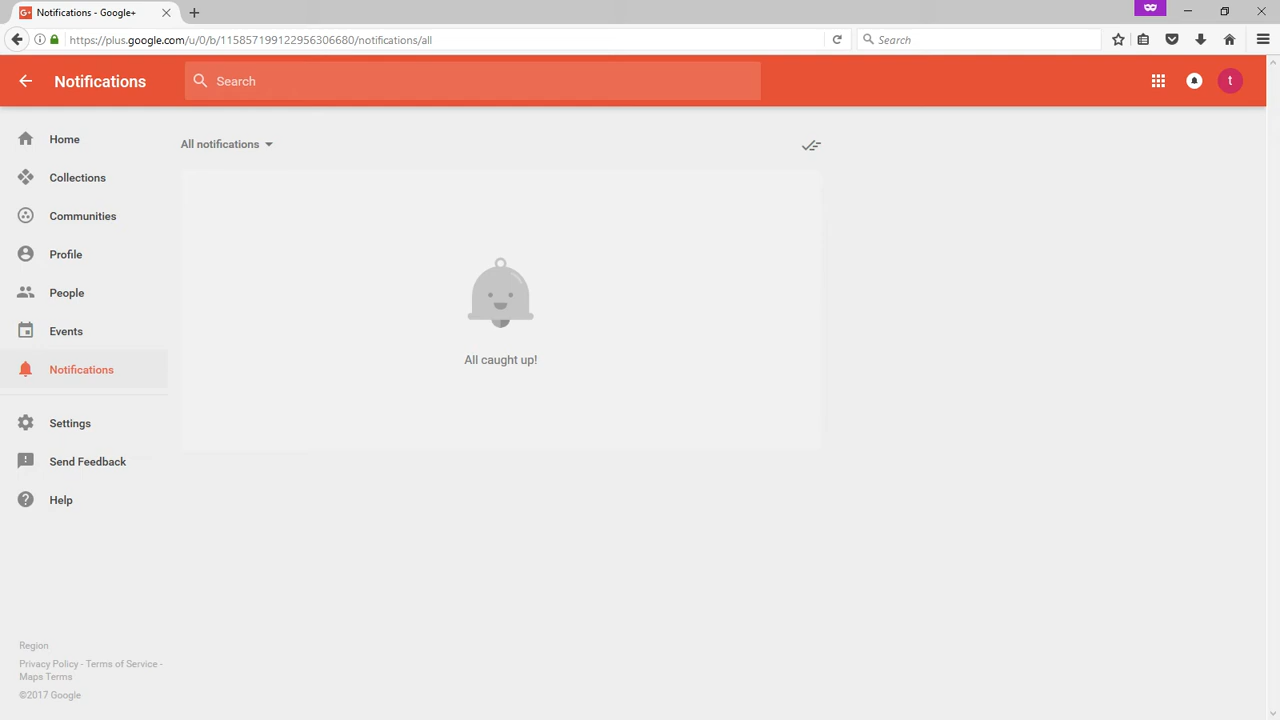 Notifications - Google+
https://plus.google.com/u/0/b/115857199122956306680/notifications/all
Search
Notifications
Search
t
Home
All notifications
Collections
Communities
Profile
People
Events
Notifications
All caught up!
Settings
Send Feedback
Help
Region
Privacy Policy - Terms of Service -
Maps Terms
©2017 Google